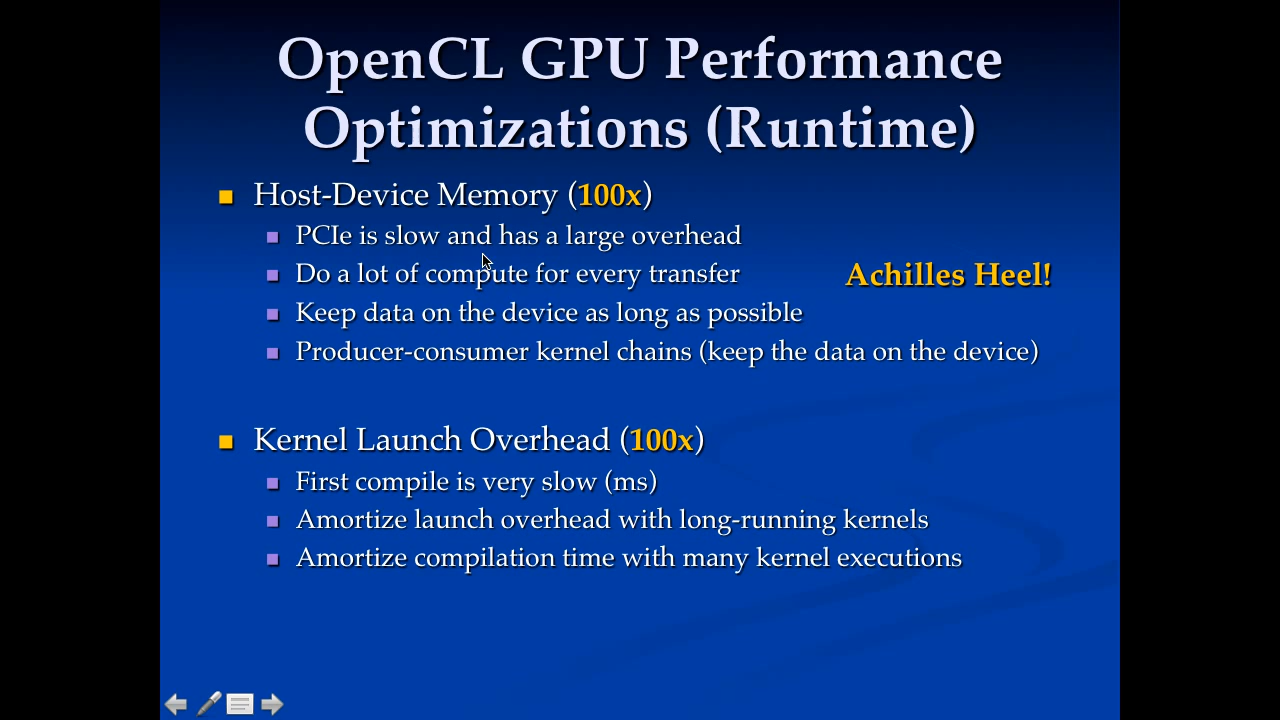 OpenCL GPU Performance
Optimizations (Runtime)
Host-Device Memory (100x)
PCIe is slow and has a large overhead
Do a lot of compute for every transfer
Achilles Heel!
Keep data on the device as long as possible
Producer-consumer kernel chains (keep the data on the device)
Kernel Launch Overhead (100x)
First compile is very slow (ms)
Amortize launch overhead with long-running kernels
Amortize compilation time with many kernel executions